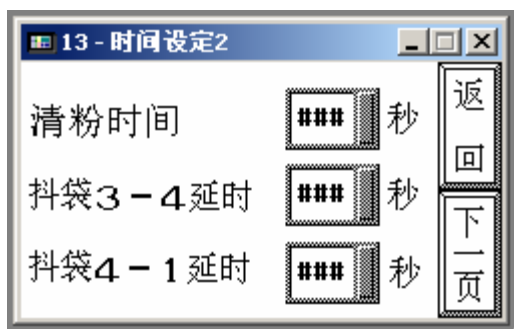 13 - 时间设定2
清粉时间 ### 秒
抖袋3-4延时 ### 秒
抖袋4-1延时 ### 秒
返回
下一页